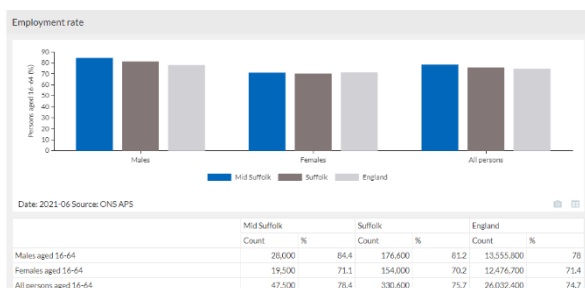 Employment rate
Persons aged 16-64 (%)
90
80
70
60
50
40
30
20
10
0
Males Females All persons
Mid Suffolk Suffolk England
Date: 2021-06 Source: ONS APS
Mid Suffolk Suffolk England
Count % Count % Count %
Males aged 16-64 28,000 84.4 176,600 81.2 13,555,800 78
Females aged 16-64 19,500 71.1 154,000 70.2 12,476,700 71.4
All persons aged 16-64 47,500 78.4 330,600 75.7 26,032,400 74.7